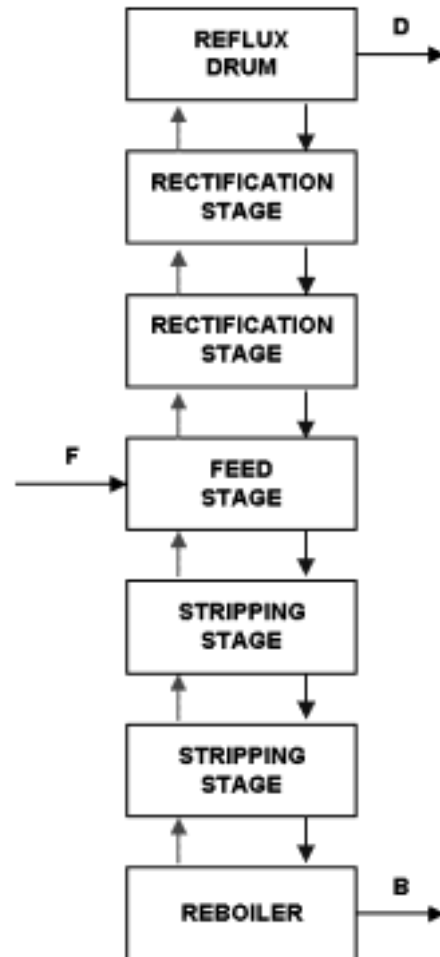 REFLUX
DRUM
D
RECTIFICATION
STAGE
RECTIFICATION
STAGE
F
FEED
STAGE
STRIPPING
STAGE
STRIPPING
STAGE
REBOILER
B